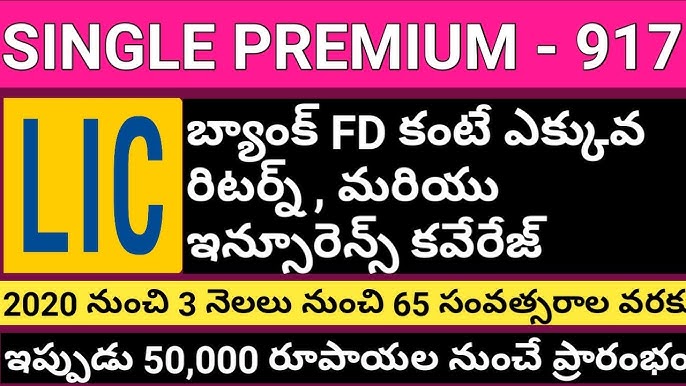 SINGLE PREMIUM - 917
LIC
బ్యాంక్ FD కంటే ఎక్కువ
రిటర్న్ , మరియు
ఇన్సూరెన్స్ కవేరేజ్
2020 నుంచి 3 నెలలు నుంచి 65 సంవత్సరాల వరకు
ఇప్పుడు 50,000 రూపాయల నుంచే ప్రారంభం